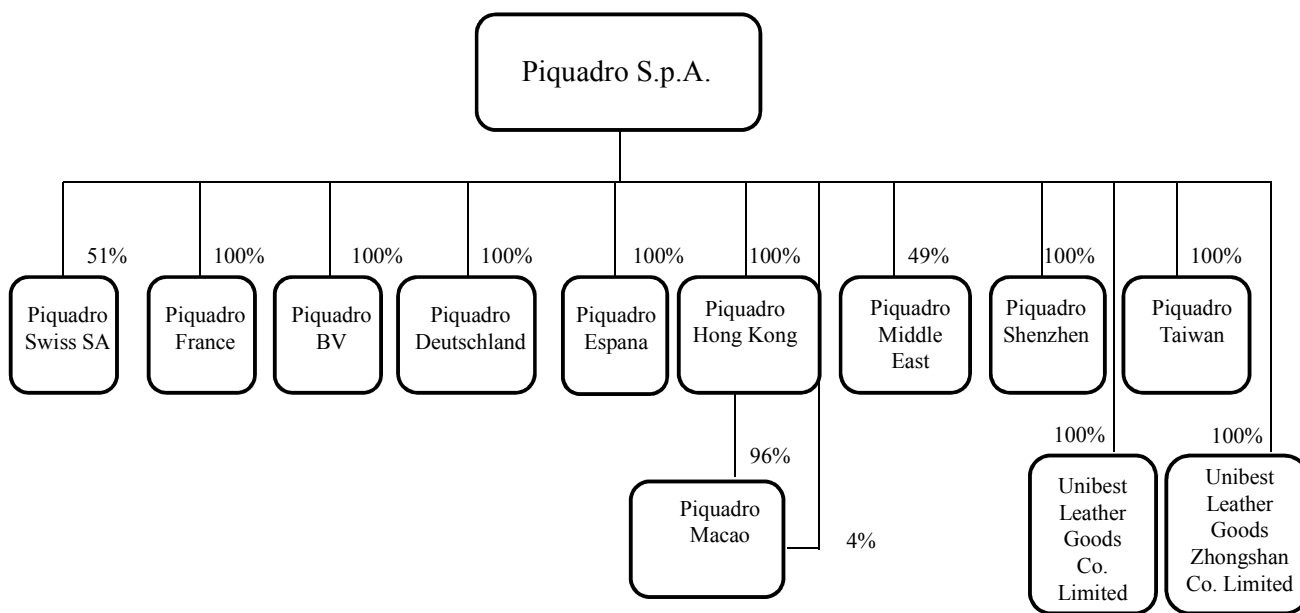 Piquadro S.p.A.
51%
100%
100%
100%
100%
100%
49%
100%
100%
Piquadro
Swiss SA
Piquadro
France
Piquadro
BV
Piquadro
Deutschland
Piquadro
Espana
Piquadro
Hong Kong
Piquadro
Middle
East
Piquadro
Shenzhen
Piquadro
Taiwan
96%
Piquadro
Macao
4%
100%
Unibest
Leather
Goods
Co.
Limited
100%
Unibest
Leather
Goods
Zhongshan
Co. Limited